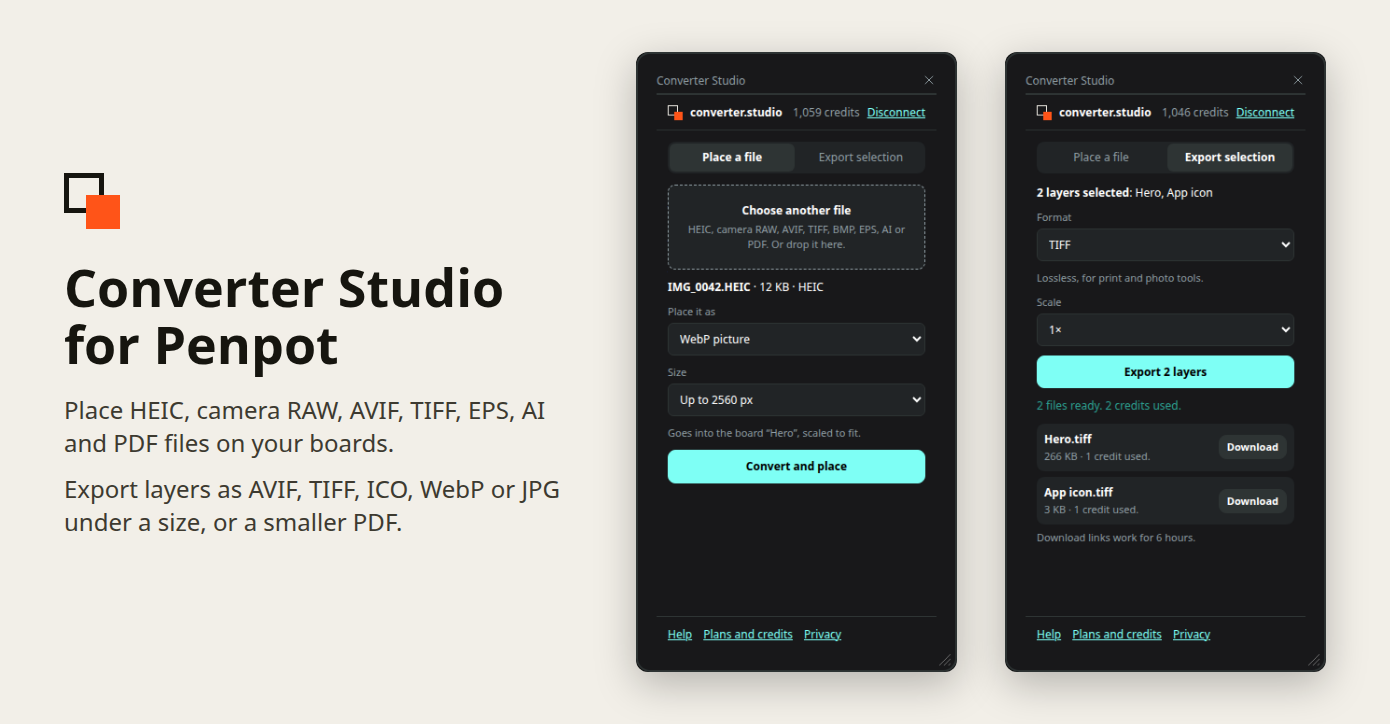 Converter Studio
for Penpot
Place HEIC, camera RAW, AVIF, TIFF, EPS, AI
and PDF files on your boards.
Export layers as AVIF, TIFF, ICO, WebP or JPG
under a size, or a smaller PDF.
Converter Studio
converter.studio 1,059 credits Disconnect
Place a file Export selection
Choose another file
HEIC, camera RAW, AVIF, TIFF, BMP, EPS, AI or
PDF. Or drop it here.
IMG_0042.HEIC · 12 KB · HEIC
Place it as
WebP picture
Size
Up to 2560 px
Goes into the board “Hero”, scaled to fit.
Convert and place
Help Plans and credits Privacy
Converter Studio
converter.studio 1,046 credits Disconnect
Place a file Export selection
2 layers selected: Hero, App icon
Format
TIFF
Lossless, for print and photo tools.
Scale
1×
Export 2 layers
2 files ready. 2 credits used.
Hero.tiff
266 KB · 1 credit used.
Download
App icon.tiff
3 KB · 1 credit used.
Download
Download links work for 6 hours.
Help Plans and credits Privacy